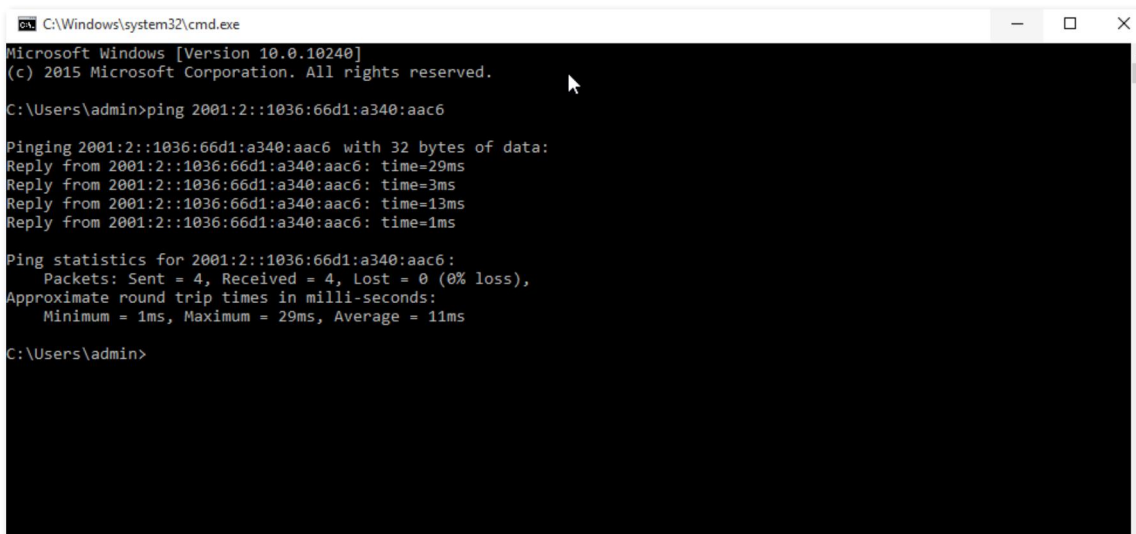 C:\Windows\system32\cmd.exe
Microsoft Windows [Version 10.0.10240]
(c) 2015 Microsoft Corporation. All rights reserved.
C:\Users\admin>ping 2001:2::1036:66d1:a340:aac6
Pinging 2001:2::1036:66d1:a340:aac6 with 32 bytes of data:
Reply from 2001:2::1036:66d1:a340:aac6: time=29ms
Reply from 2001:2::1036:66d1:a340:aac6: time=3ms
Reply from 2001:2::1036:66d1:a340:aac6: time=13ms
Reply from 2001:2::1036:66d1:a340:aac6: time=1ms
Ping statistics for 2001:2::1036:66d1:a340:aac6:
    Packets: Sent = 4, Received = 4, Lost = 0 (0% loss),
Approximate round trip times in milli-seconds:
    Minimum = 1ms, Maximum = 29ms, Average = 11ms
C:\Users\admin>